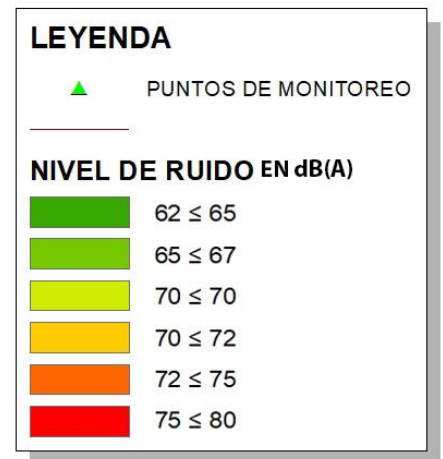 LEYENDA
PUNTOS DE MONITOREO
NIVEL DE RUIDO EN dB(A)
62 ≤ 65
65 ≤ 67
70 ≤ 70
70 ≤ 72
72 ≤ 75
75 ≤ 80